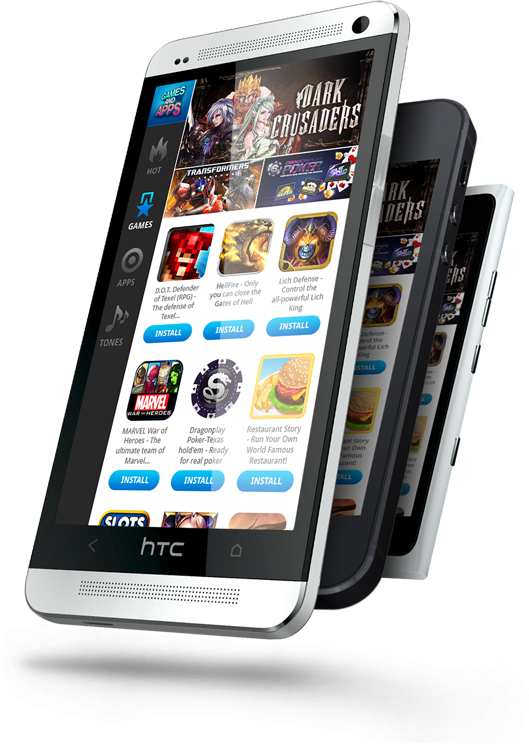 GAMES
AND
APPS
DARK
CRUSADERS
HOT
TRANSFORMERS
POKER
GAMES
APPS
TONES
D.O.T. Defender
of Texel (RPG) -
The defense of
Texel...
HellFire - Only
you can close the
Gates of Hell
Lich Defense -
Control the
all-powerful Lich
King
INSTALL
INSTALL
INSTALL
MARVEL
WAR OF HEROES
MARVEL War of
Heroes - The
ultimate team of
Marvel...
Dragonplay
Poker-Texas
hold'em - Ready
for real poker
Restaurant Story
- Run Your Own
World Famous
Restaurant!
INSTALL
INSTALL
INSTALL
SLOTS
hTC
DARK
CRUSADERS
Defense -
Control the
powerful Lich
King
INSTALL
Restaurant Story
Run Your Own
World Famous
Restaurant!
INSTALL
DARK
CRUSADERS
INSTALL
INSTALL